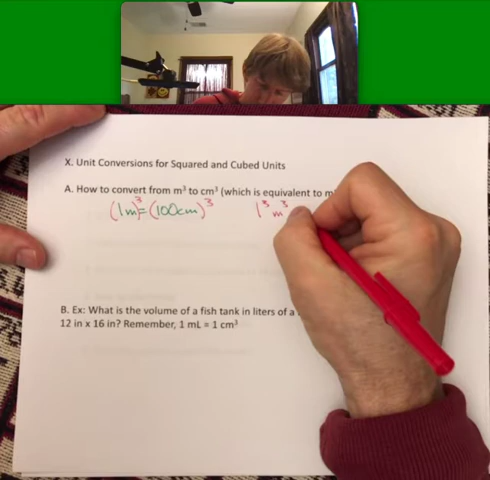 X. Unit Conversions for Squared and Cubed Units
A. How to convert from m³ to cm³ (which is equivalent to
(1m)³=(100cm)³ 1³ m³
B. Ex: What is the volume of a fish tank in liters of a
12 in x 16 in? Remember, 1 mL = 1 cm³